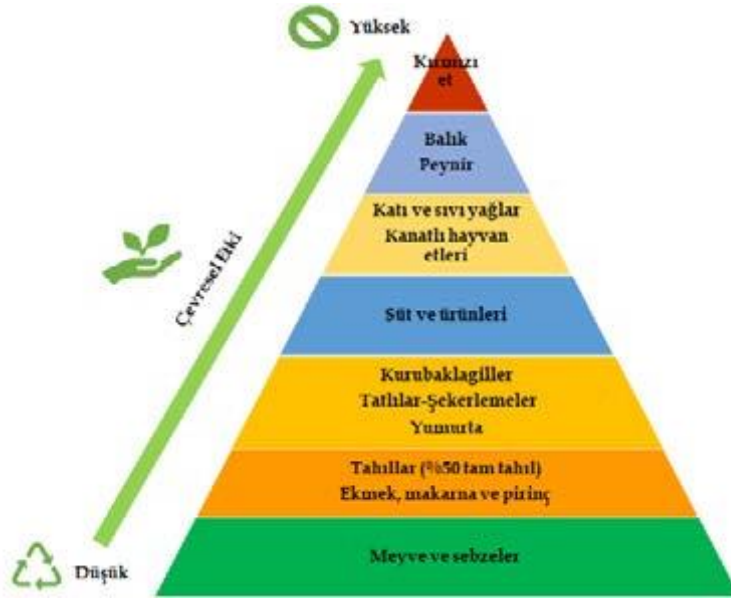 Yüksek
Kırmızı
et
Balık
Peynir
Katı ve sıvı yağlar
Kanatlı hayvan
etleri
Çevresel Etki
Süt ve ürünleri
Kurubaklagiller
Tatlılar-Şekerlemeler
Yumurta
Tahıllar (%50 tam tahıl)
Ekmek, makarna ve pirinç
Meyve ve sebzeler
Düşük